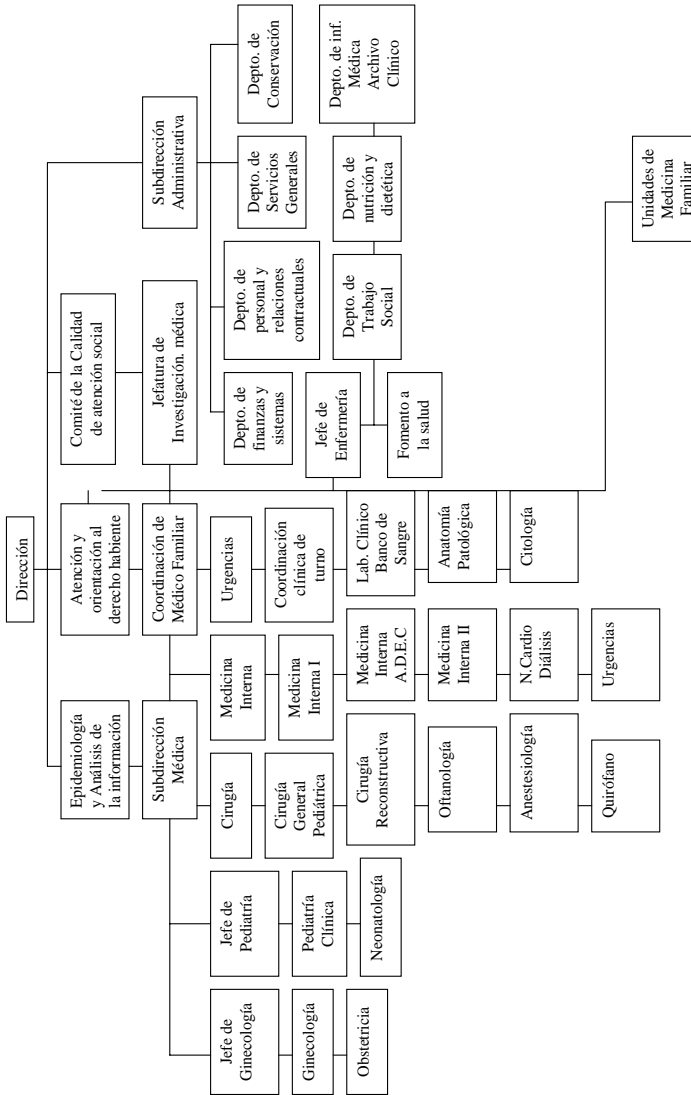 Dirección
Epidemiología
y Análisis de
la información
Atención y
orientación al
derecho habiente
Comité de la Calidad
de atención social
Subdirección
Médica
Coordinación de
Médico Familiar
Jefatura de
Investigación. médica
Subdirección
Administrativa
Jefe de
Ginecología
Jefe de
Pediatría
Cirugía
Medicina
Interna
Urgencias
Depto. de
finanzas y
sistemas
Depto. de
personal y
relaciones
contractuales
Depto. de
Servicios
Generales
Depto. de
Conservación
Ginecología
Pediatría
Clínica
Cirugía
General
Pediátrica
Medicina
Interna I
Coordinación
clínica de
turno
Jefe de
Enfermería
Depto. de
Trabajo
Social
Depto. de
nutrición y
dietética
Depto. de inf.
Médica
Archivo
Clínico
Obstetricia
Neonatología
Cirugía
Reconstructiva
Medicina
Interna
A.D.E.C
Lab. Clínico
Banco de
Sangre
Fomento a
la salud
Oftanología
Medicina
Interna II
Anatomía
Patológica
Anestesiología
N.Cardio
Diálisis
Citología
Quirófano
Urgencias
Unidades de
Medicina
Familiar